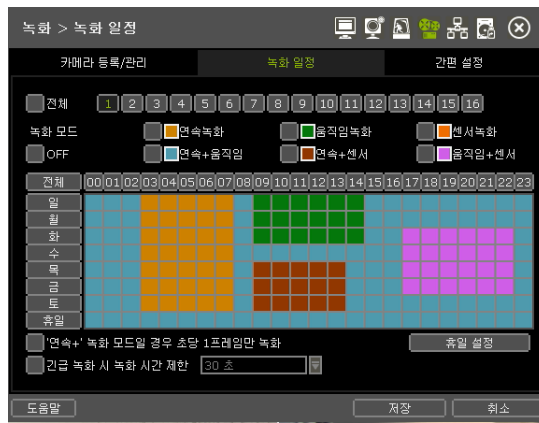 녹화 > 녹화 일정
카메라 등록/관리 녹화 일정 간편 설정
전체 1 2 3 4 5 6 7 8 9 10 11 12 13 14 15 16
녹화 모드 연속녹화 움직임녹화 센서녹화
OFF 연속+움직임 연속+센서 움직임+센서
전체 00 01 02 03 04 05 06 07 08 09 10 11 12 13 14 15 16 17 18 19 20 21 22 23
일
월
화
수
목
금
토
휴일
'연속+' 녹화 모드일 경우 초당 1프레임만 녹화 휴일 설정
긴급 녹화 시 녹화 시간 제한 30 초
도움말 저장 취소